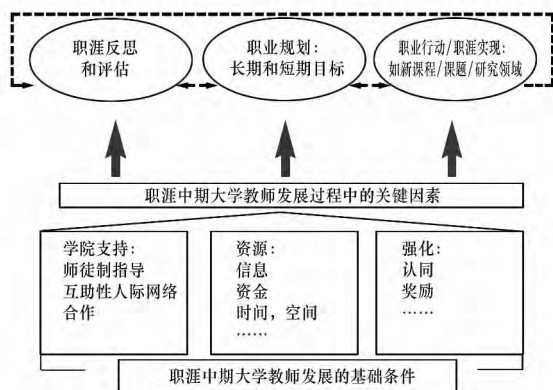 职涯反思
和评估
职业规划：
长期和短期目标
职业行动/职涯实现：
如新课程/课题/研究领域
职涯中期大学教师发展过程中的关键因素
学院支持：
师徒制指导
互助性人际网络
合作
资源：
信息
资金
时间，空间
……
强化：
认同
奖励
……
职涯中期大学教师发展的基础条件